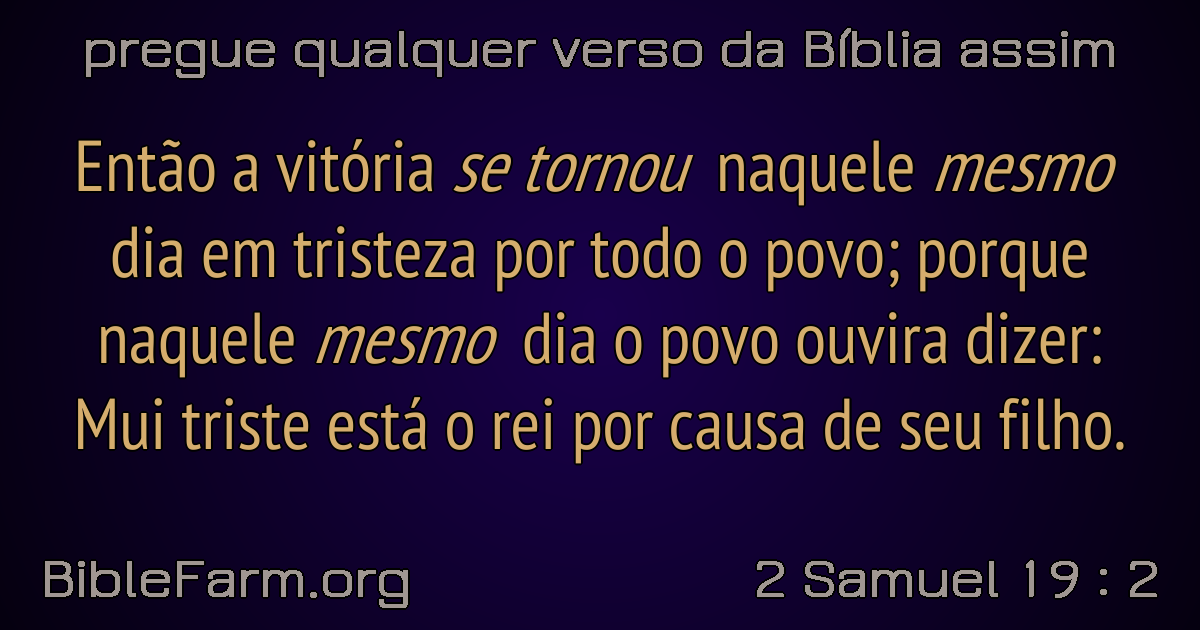 pregue qualquer verso da Bíblia assim
Então a vitória se tornou naquele mesmo
dia em tristeza por todo o povo; porque
naquele mesmo dia o povo ouvira dizer:
Mui triste está o rei por causa de seu filho.
BibleFarm.org 2 Samuel 19 : 2